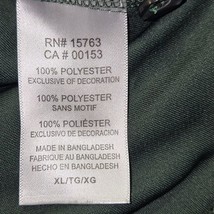 RN# 15763
CA # 00153
100% POLYESTER
EXCLUSIVE OF DECORATION
100% POLYESTER
SANS MOTIF
100% POLIÉSTER
EXCLUSIVO DE DECORACIÓN
MADE IN BANGLADESH
FABRIQUE AU BANGLADESH
HECHO EN BANGLADESH
XL/TG/XG